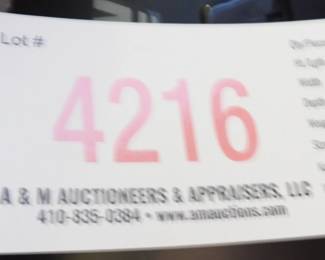 Lot #
4216
A & M AUCTIONEERS & APPRAISERS, LLC
410-835-0384 • www.amauctions.com